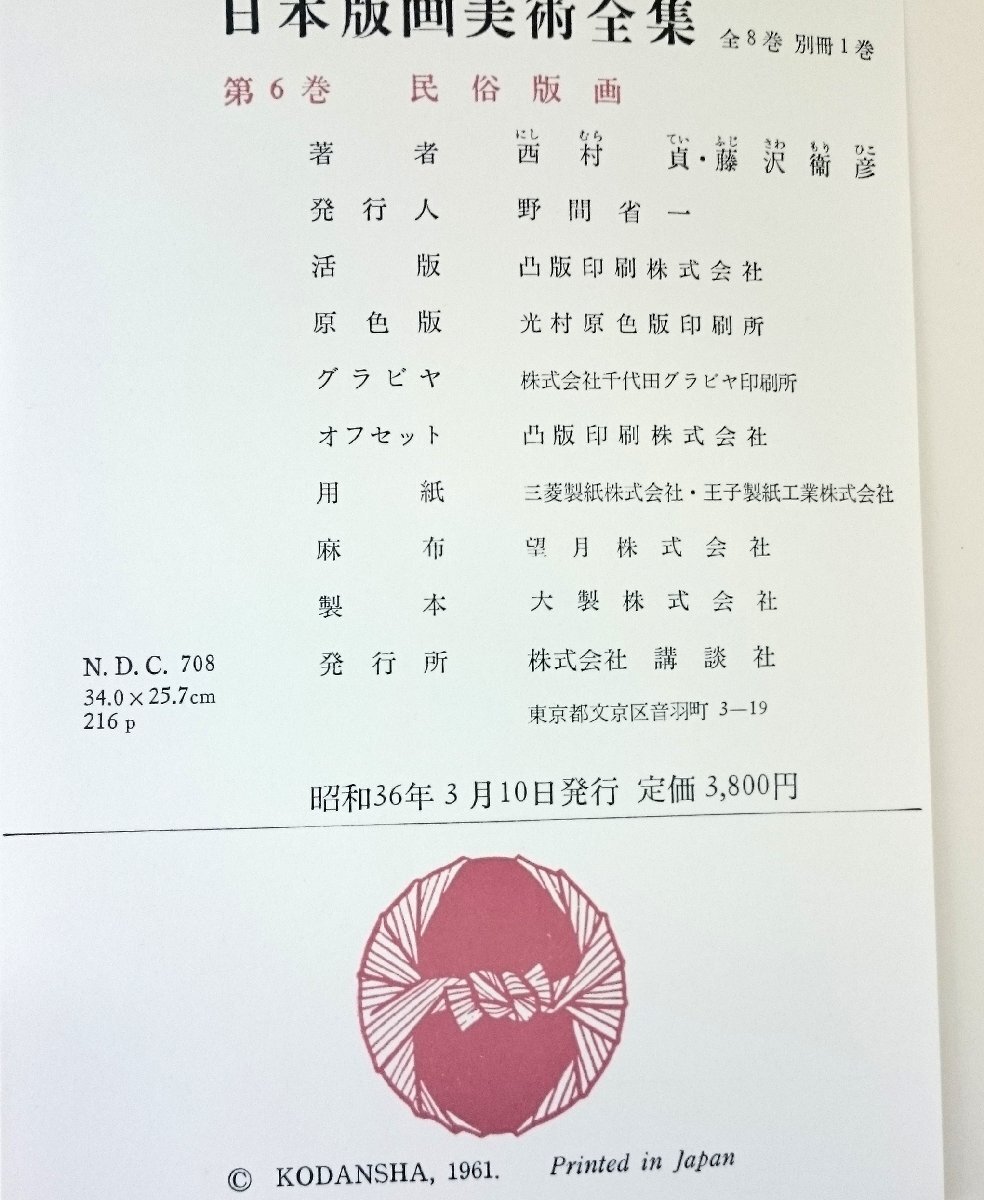 日本版画美術全集 全8巻 別冊1巻
第6巻 民俗版画
にし むら てい ふじ さわ もり ひこ
著者 西村貞・藤沢衞彦
発行人 野間省一
活版 凸版印刷株式会社
原色版 光村原色版印刷所
グラビヤ 株式会社千代田グラビヤ印刷所
オフセット 凸版印刷株式会社
用紙 三菱製紙株式会社・王子製紙工業株式会社
麻布 望月株式会社
製本 大製株式会社
発行所 株式会社 講談社
東京都文京区音羽町 3—19
N. D. C. 708
34.0×25.7cm
216 p
昭和36年 3月10日発行 定価 3,800円
© KODANSHA, 1961. Printed in Japan